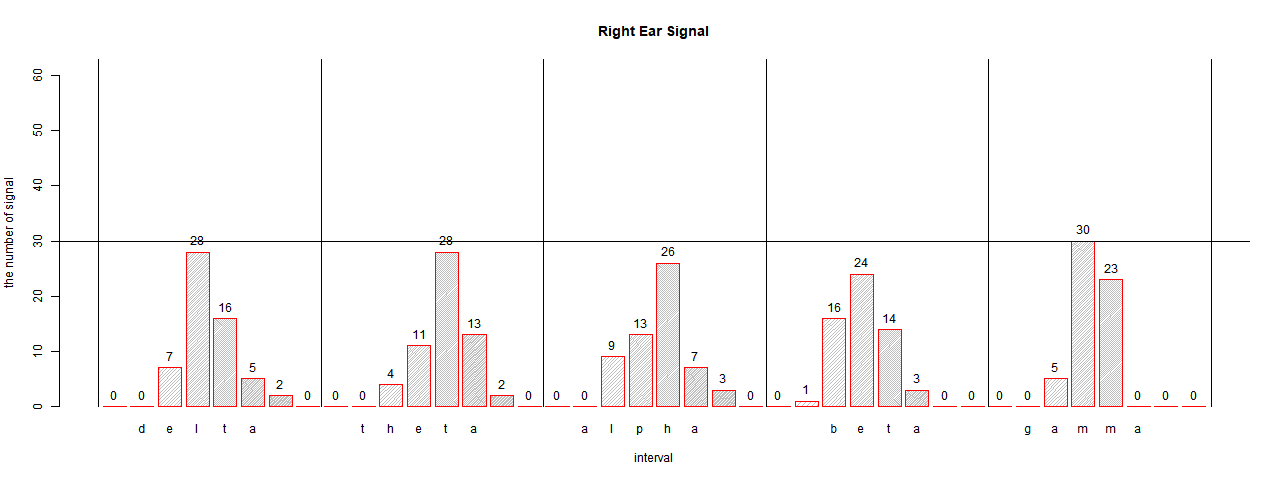 Right Ear Signal
the number of signal
60
50
40
30
20
10
0
0 0 7 28 16 5 2 0
0 0 4 11 28 13 2 0
0 0 9 13 26 7 3 0
0 1 16 24 14 3 0 0
0 0 5 30 23 0 0 0
d e l t a
t h e t a
a l p h a
b e t a
g a m m a
interval